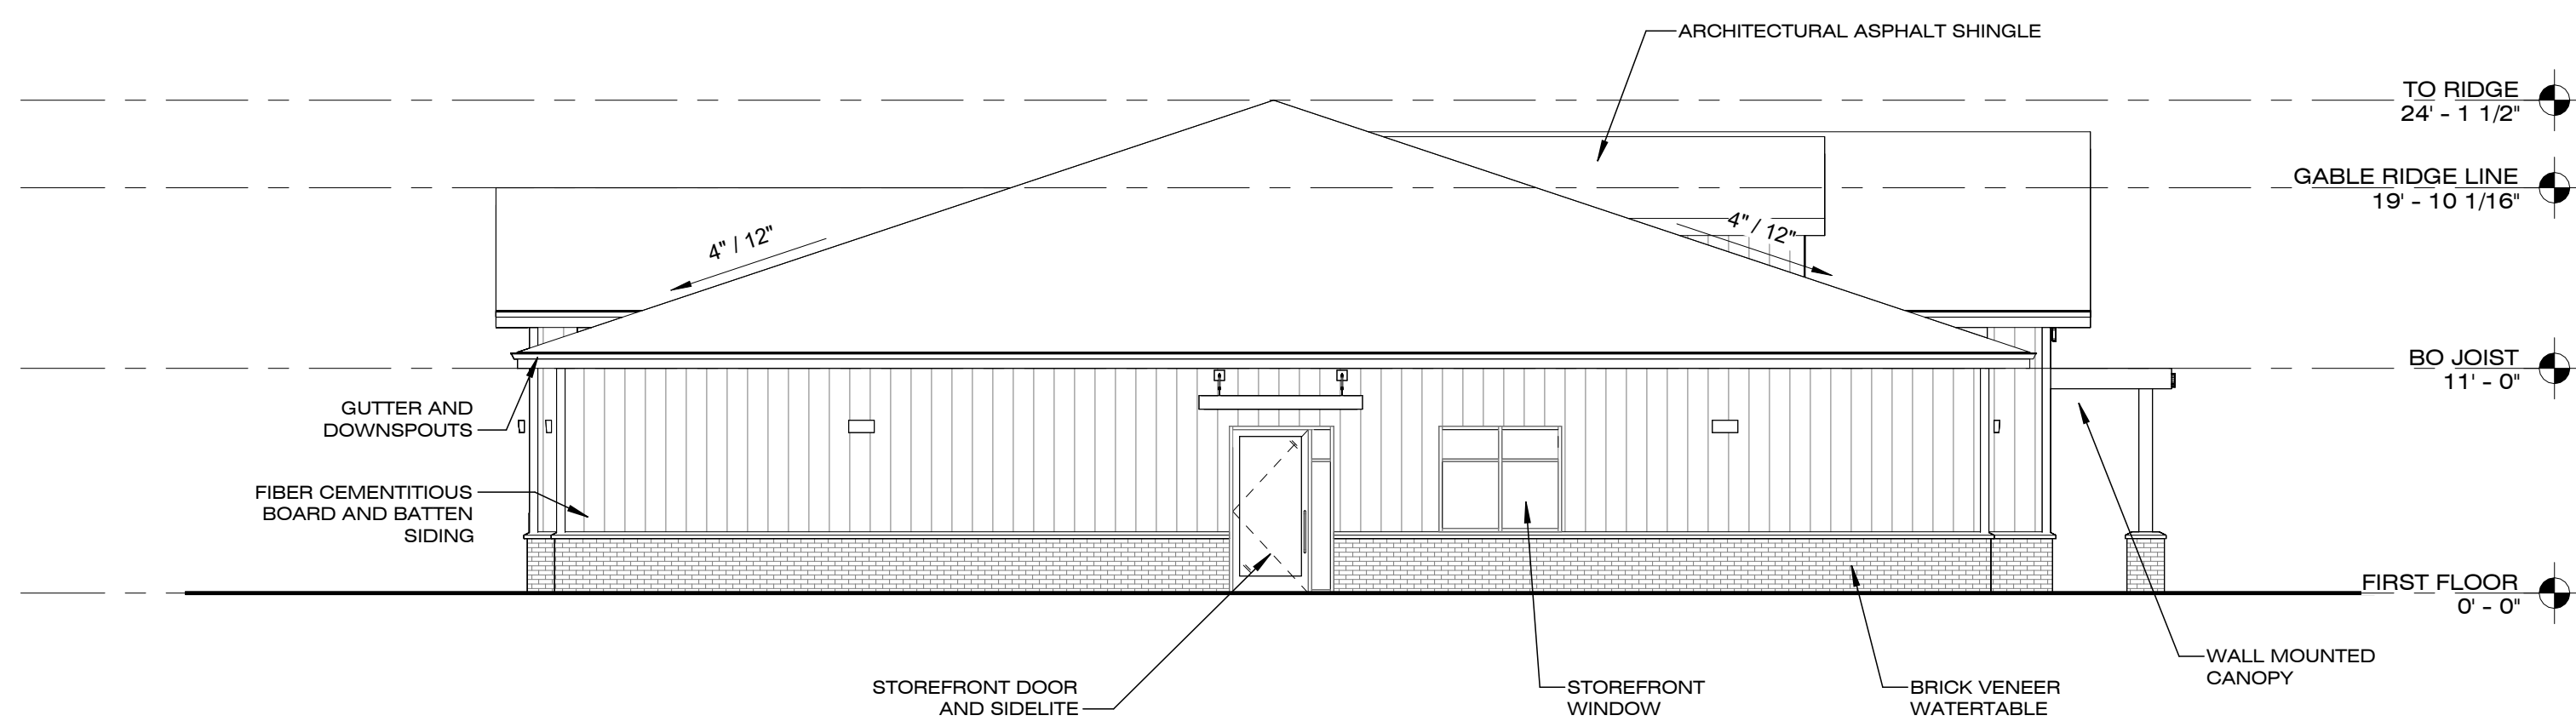 ARCHITECTURAL ASPHALT SHINGLE
TO RIDGE
24' - 1 1/2"
GABLE RIDGE LINE
19' - 10 1/16"
4" / 12"
4" / 12"
BO JOIST
11' - 0"
GUTTER AND
DOWNSPOUTS
FIBER CEMENTITIOUS
BOARD AND BATTEN
SIDING
FIRST FLOOR
0' - 0"
STOREFRONT DOOR
AND SIDELITE
STOREFRONT
WINDOW
BRICK VENEER
WATERTABLE
WALL MOUNTED
CANOPY